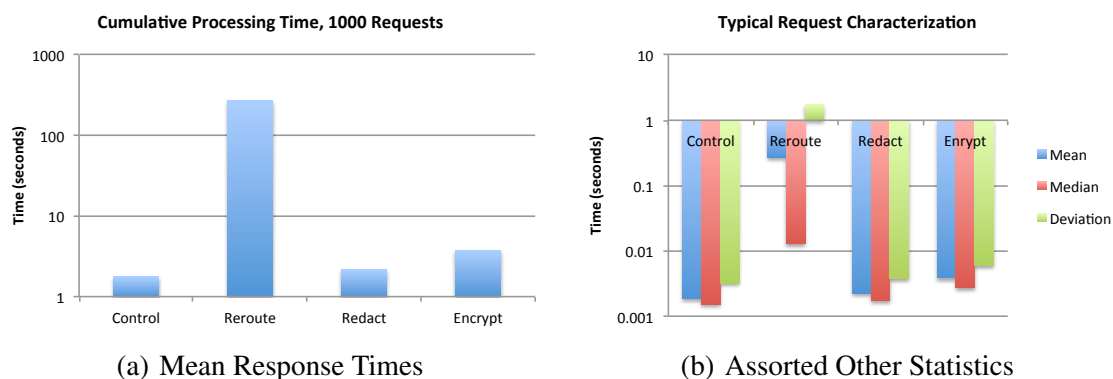 Cumulative Processing Time, 1000 Requests
1000
100
10
1
Time (seconds)
Control
Reroute
Redact
Encrypt
(a) Mean Response Times
Typical Request Characterization
10
1
0.1
0.01
0.001
Time (seconds)
Control
Reroute
Redact
Enrypt
Mean
Median
Deviation
(b) Assorted Other Statistics